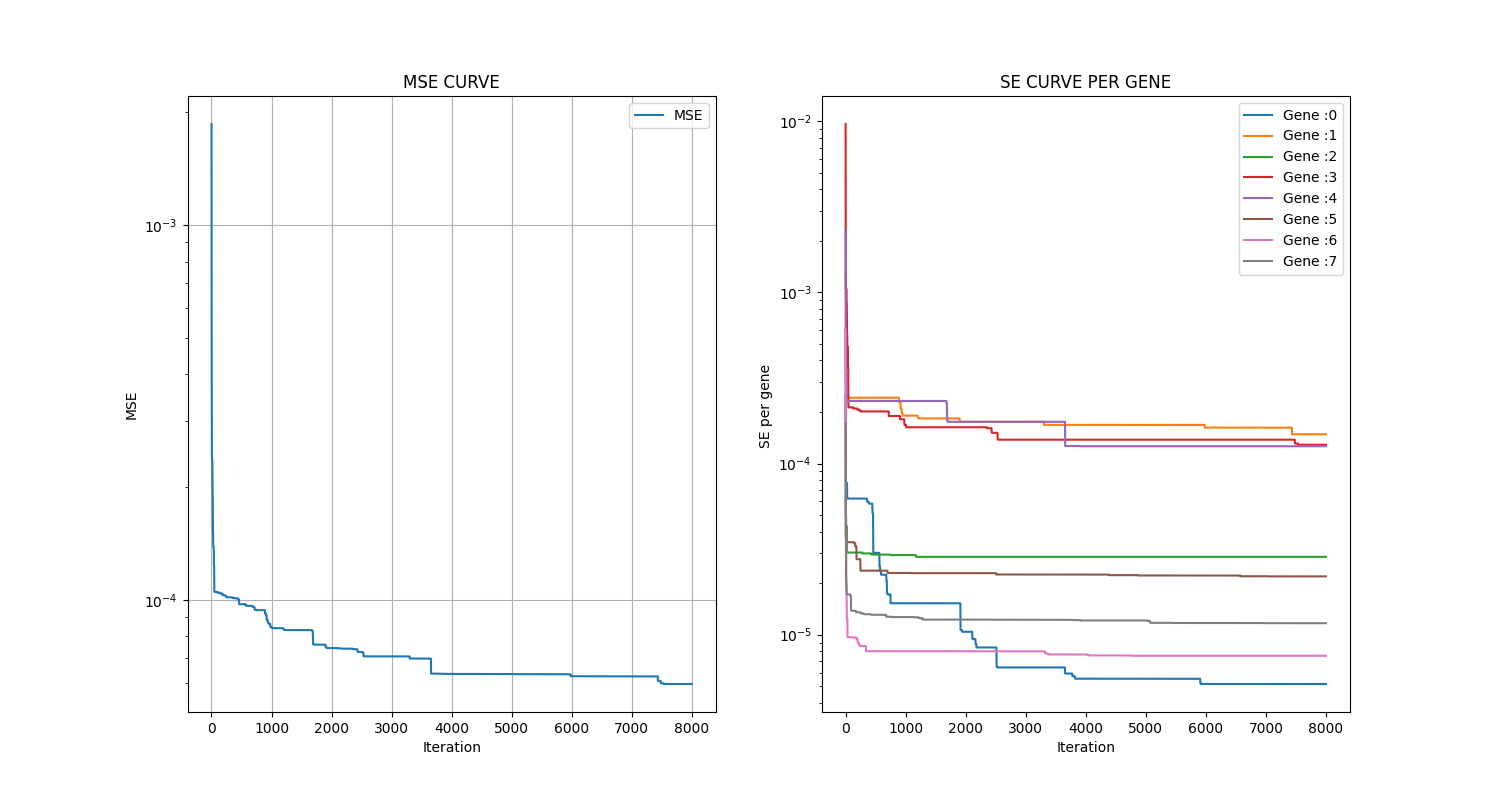 MSE CURVE
MSE
10^-3
10^-4
MSE
0 1000 2000 3000 4000 5000 6000 7000 8000
Iteration
SE CURVE PER GENE
Gene :0
Gene :1
Gene :2
Gene :3
Gene :4
Gene :5
Gene :6
Gene :7
10^-2
10^-3
10^-4
10^-5
SE per gene
0 1000 2000 3000 4000 5000 6000 7000 8000
Iteration